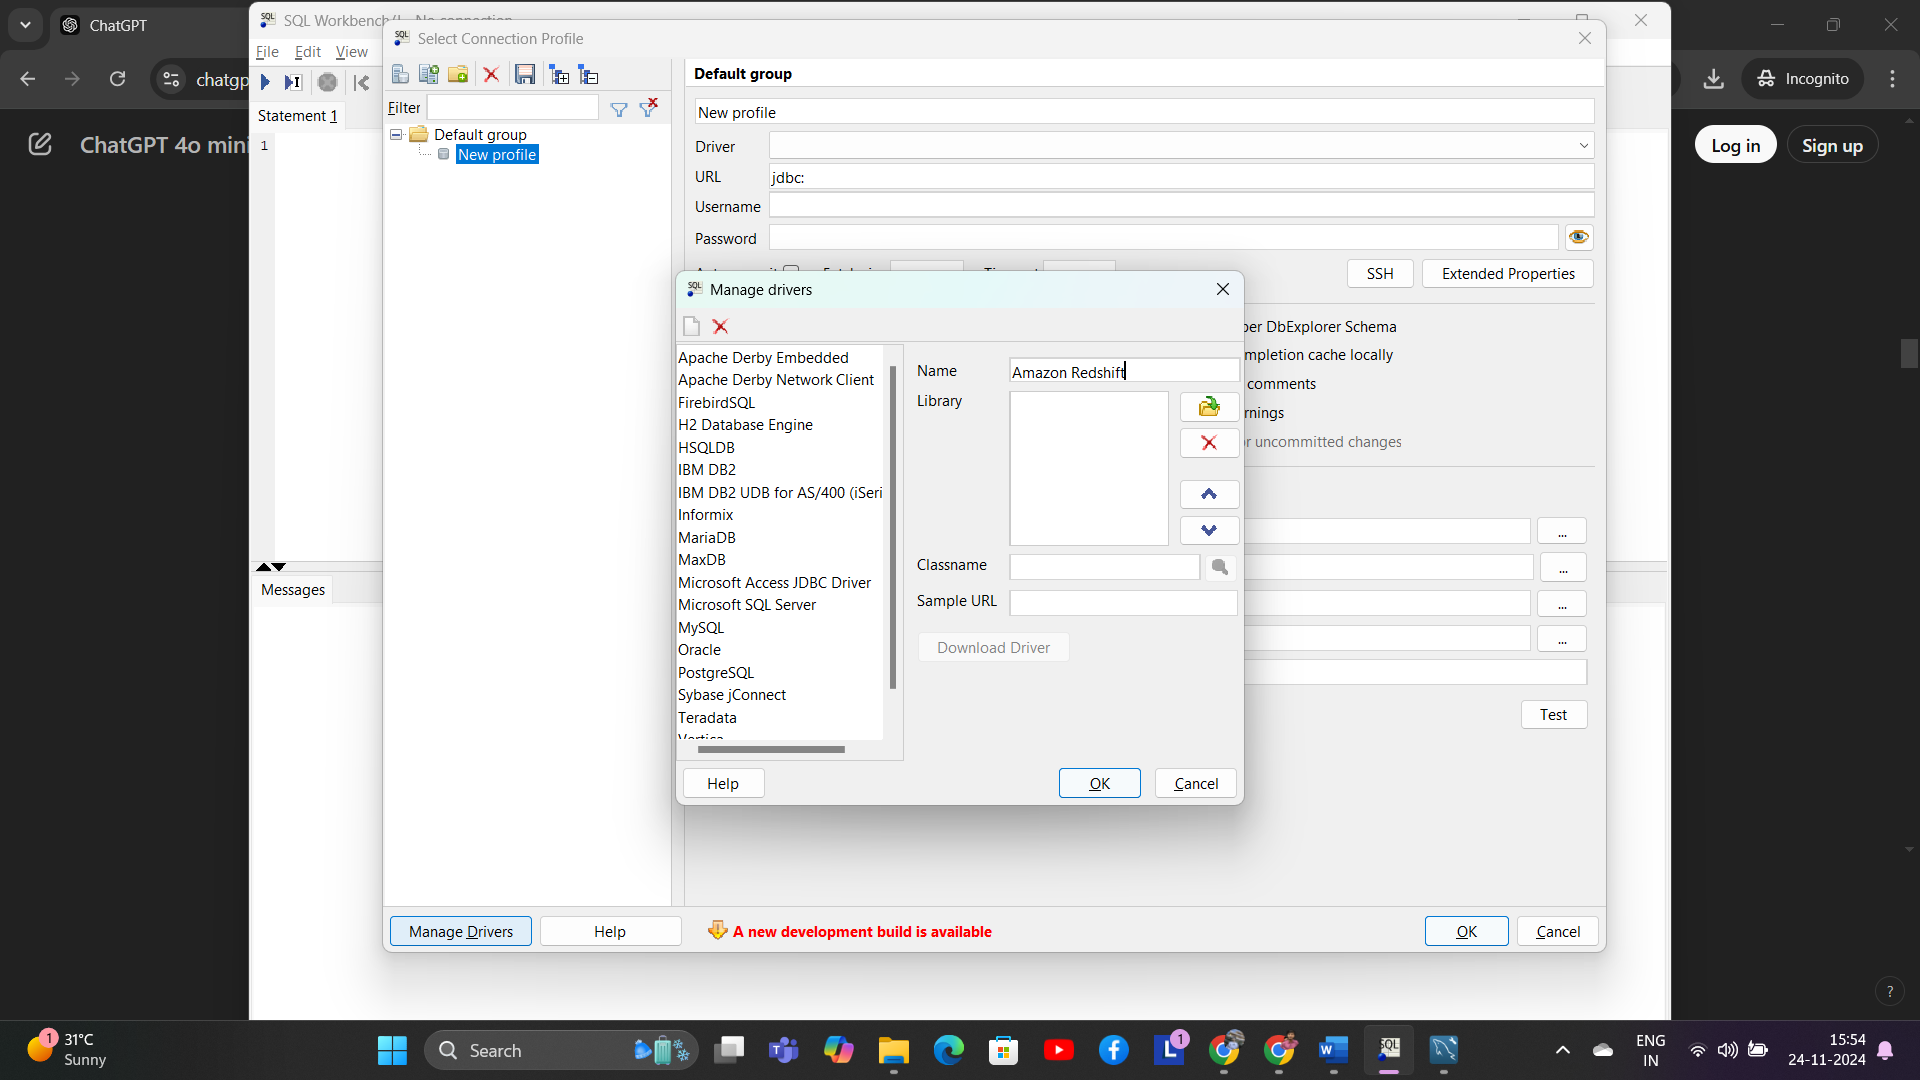 ChatGPT
SQL Workbench/J - No connection
Select Connection Profile
File Edit View
chatgp
Incognito
Default group
Filter
New profile
Statement 1
Default group
New profile
Driver
URL jdbc:
Username
Password
1
ChatGPT 4o mini
Log in
Sign up
SSH
Extended Properties
Manage drivers
per DbExplorer Schema
mpletion cache locally
comments
rnings
or uncommitted changes
Apache Derby Embedded
Apache Derby Network Client
FirebirdSQL
H2 Database Engine
HSQLDB
IBM DB2
IBM DB2 UDB for AS/400 (iSeri
Informix
MariaDB
MaxDB
Microsoft Access JDBC Driver
Microsoft SQL Server
MySQL
Oracle
PostgreSQL
Sybase jConnect
Teradata
Vertica
Name Amazon Redshift
Library
Classname
Sample URL
Download Driver
Help
OK
Cancel
...
...
...
...
Test
Messages
Manage Drivers
Help
A new development build is available
OK
Cancel
?
1
31°C
Sunny
Search
1
SQL
ENG
IN
15:54
24-11-2024